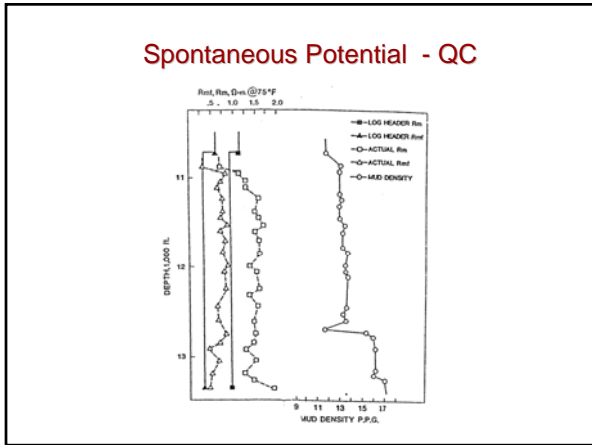 Spontaneous Potential - QC
Rmf, Rm, Ω-m @75°F
.5 . 1.0 1.5 2.0
LOG HEADER Rm
LOG HEADER Rmf
ACTUAL Rm
ACTUAL Rmf
MUD DENSITY
11
12
13
DEPTH, 1,000 ft.
9 11 13 15 17
MUD DENSITY P.P.G.